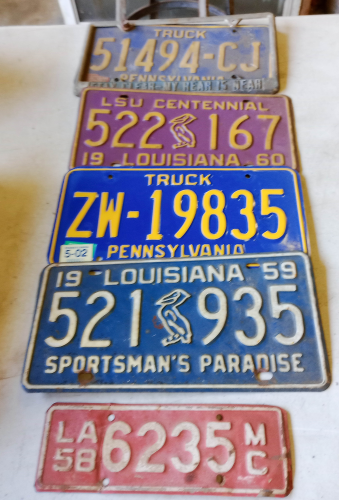 TRUCK
51494-CJ
PENNSYLVANIA
LSU CENTENNIAL
522 167
19 LOUISIANA 60
TRUCK
ZW-19835
5-02
PENNSYLVANIA
19 LOUISIANA 59
521 935
SPORTSMAN'S PARADISE
LA 58 6235 MC